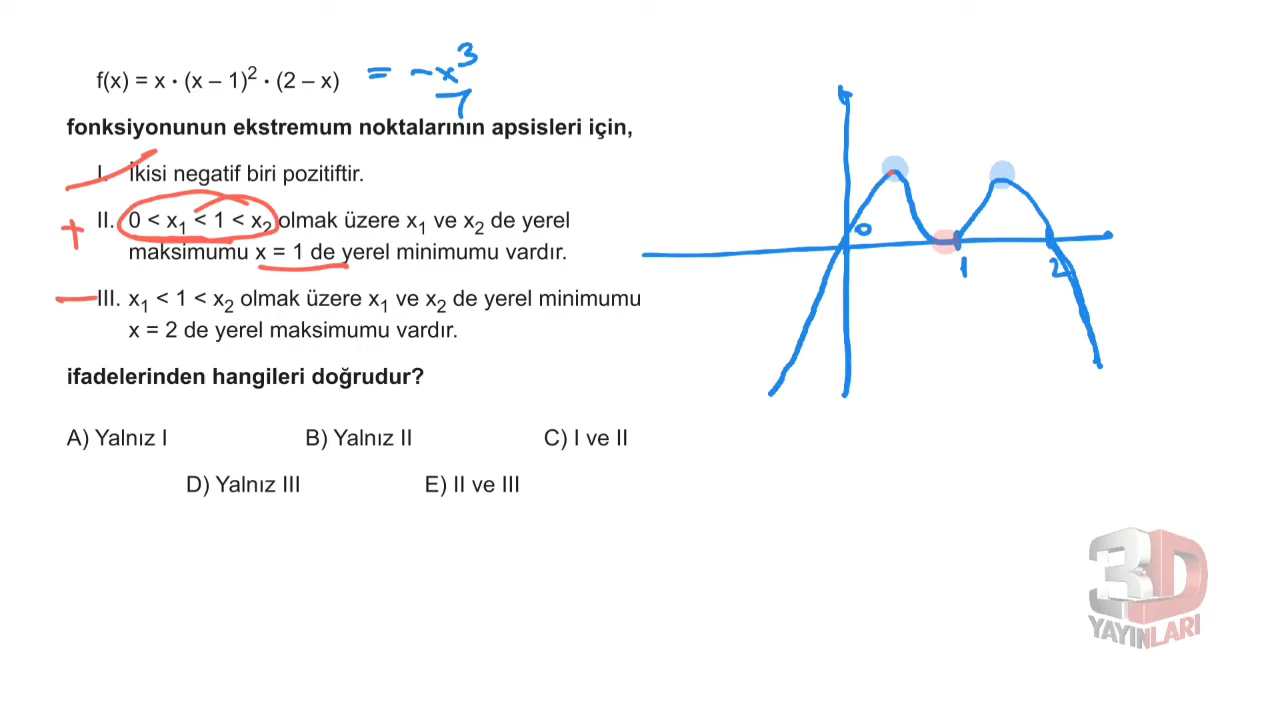 f(x) = x · (x – 1)² · (2 – x) = -x³
7
fonksiyonunun ekstremum noktalarının apsisleri için,
I. İkisi negatif biri pozitiftir.
II. 0 < x₁ < 1 < x₂ olmak üzere x₁ ve x₂ de yerel
maksimumu x = 1 de yerel minimumu vardır.
III. x₁ < 1 < x₂ olmak üzere x₁ ve x₂ de yerel minimumu
x = 2 de yerel maksimumu vardır.
ifadelerinden hangileri doğrudur?
A) Yalnız I B) Yalnız II C) I ve II
D) Yalnız III E) II ve III
0 1 2
3D
YAYINLARI